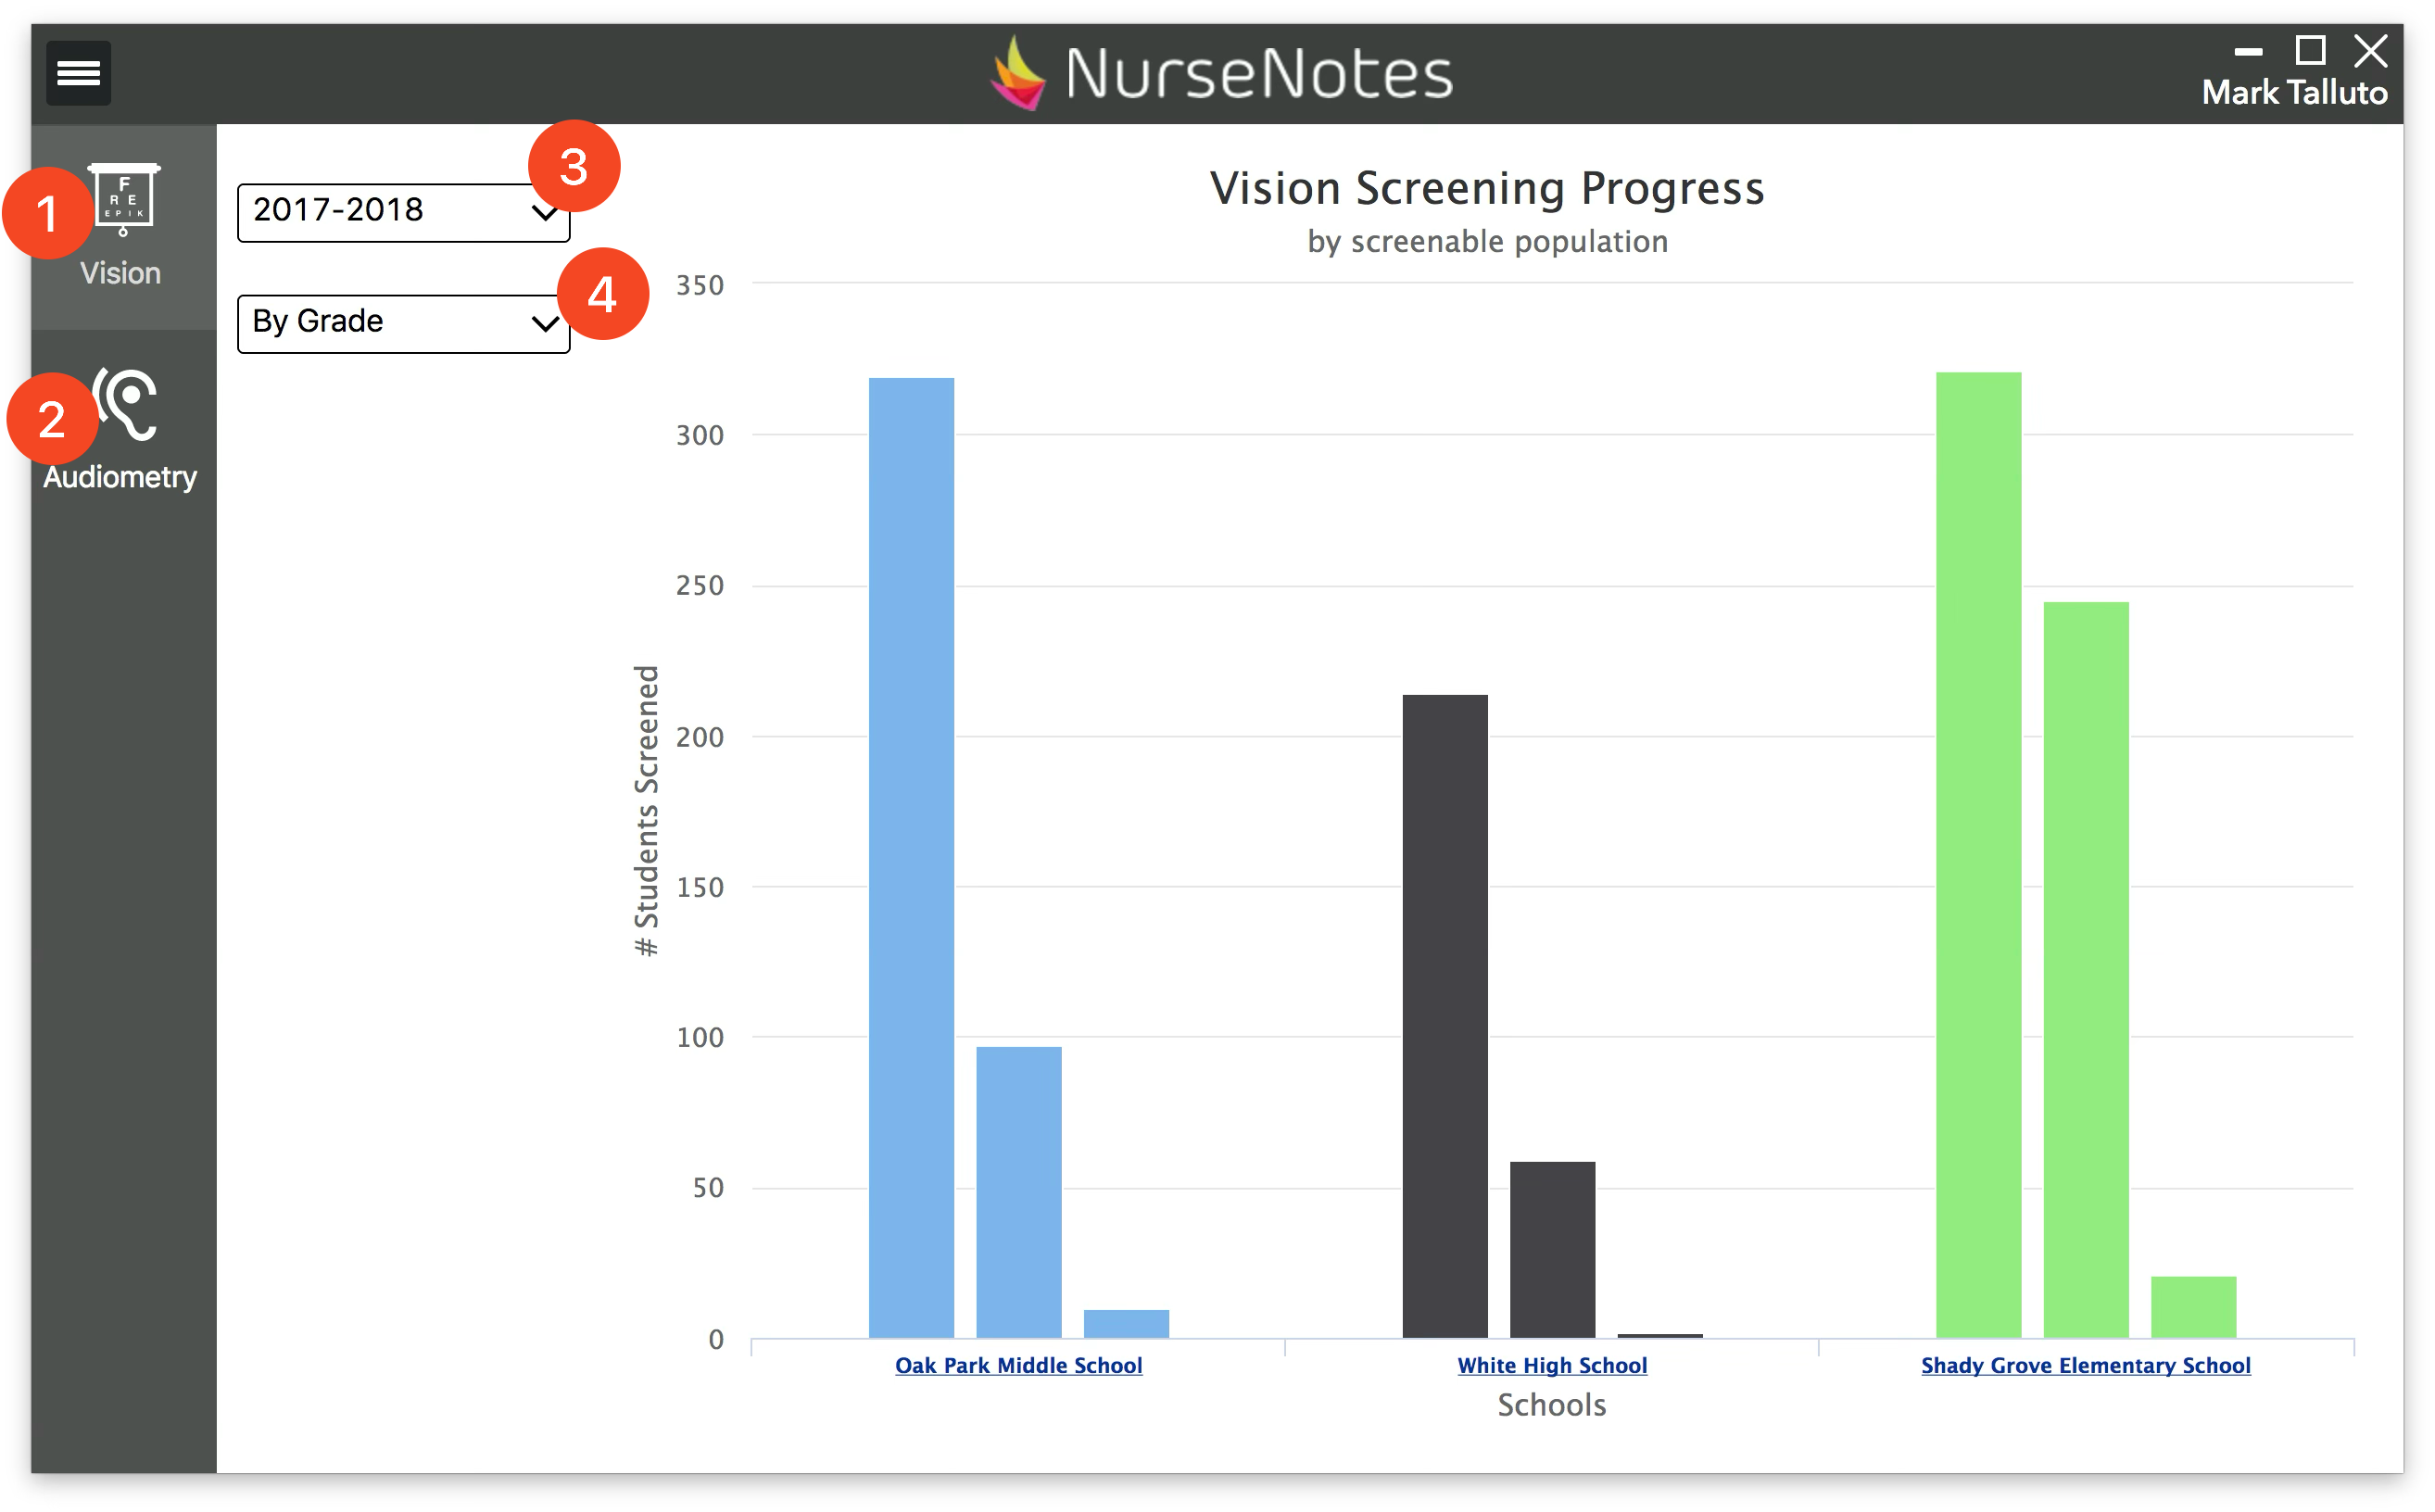 NurseNotes
Mark Talluto
1
F
R E
E P I K
Vision
2
Audiometry
3
2017-2018
4
By Grade
Vision Screening Progress
by screenable population
# Students Screened
350
300
250
200
150
100
50
0
Oak Park Middle School
White High School
Shady Grove Elementary School
Schools